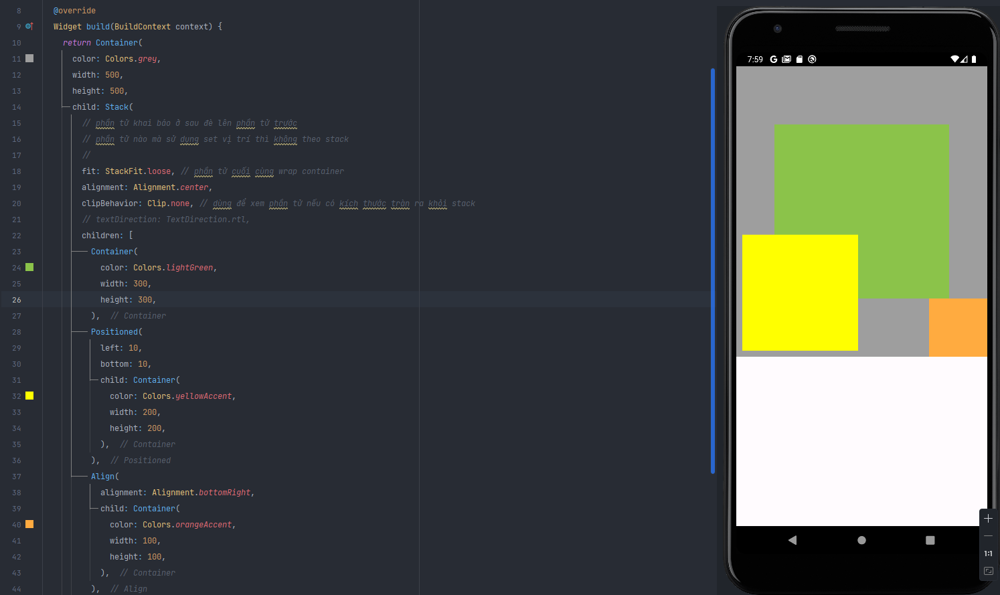 8 @override
9 Widget build(BuildContext context) {
10 return Container(
11 color: Colors.grey,
12 width: 500,
13 height: 500,
14 child: Stack(
15 // phần tử khai báo ở sau đè lên phần tử trước
16 // phần tử nào mà sử dụng set vị trí thì không theo stack
17 //
18 fit: StackFit.loose, // phần tử cuối cùng wrap container
19 alignment: Alignment.center,
20 clipBehavior: Clip.none, // dùng để xem phần tử nếu có kích thước tràn ra khỏi stack
21 // textDirection: TextDirection.rtl,
22 children: [
23 Container(
24 color: Colors.lightGreen,
25 width: 300,
26 height: 300,
27 ), // Container
28 Positioned(
29 left: 10,
30 bottom: 10,
31 child: Container(
32 color: Colors.yellowAccent,
33 width: 200,
34 height: 200,
35 ), // Container
36 ), // Positioned
37 Align(
38 alignment: Alignment.bottomRight,
39 child: Container(
40 color: Colors.orangeAccent,
41 width: 100,
42 height: 100,
43 ), // Container
44 ), // Align
7:59
1:1